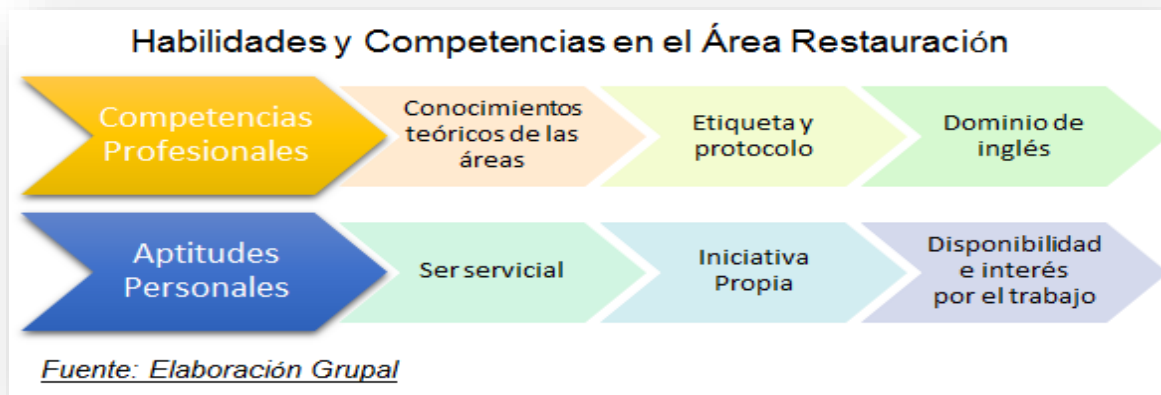 Habilidades y Competencias en el Área Restauración
Competencias
Profesionales
Conocimientos
teóricos de las
áreas
Etiqueta y
protocolo
Dominio de
inglés
Aptitudes
Personales
Ser servicial
Iniciativa
Propia
Disponibilidad
e interés
por el trabajo
Fuente: Elaboración Grupal